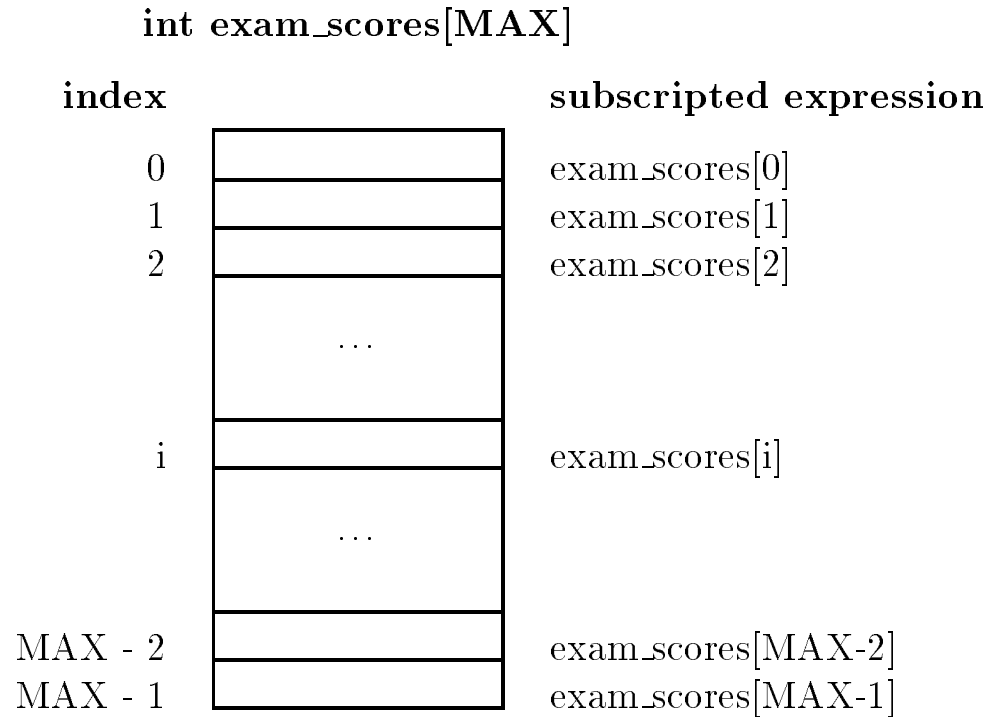 int exam_scores[MAX]
index subscripted expression
0 exam_scores[0]
1 exam_scores[1]
2 exam_scores[2]
...
i exam_scores[i]
...
MAX - 2 exam_scores[MAX-2]
MAX - 1 exam_scores[MAX-1]